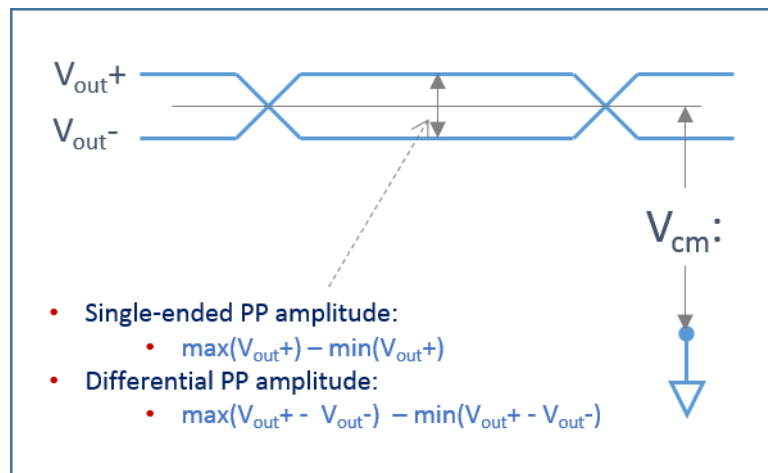 Vout+
Vout-
Vcm:
• Single-ended PP amplitude:
• max(Vout+) – min(Vout+)
• Differential PP amplitude:
• max(Vout+ - Vout-) – min(Vout+ - Vout-)